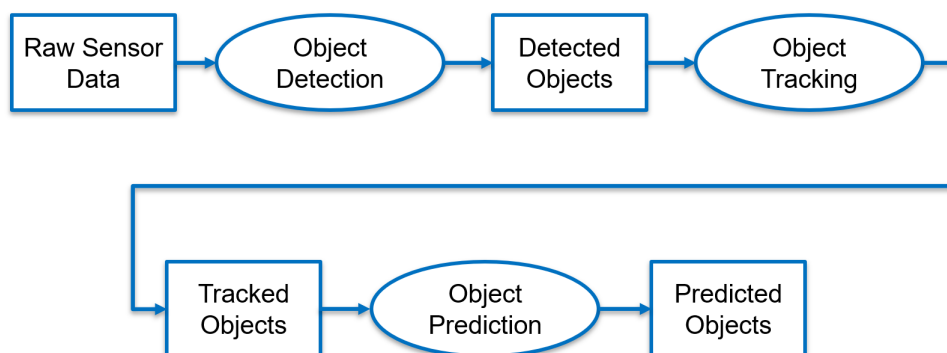 Raw Sensor
Data
Object
Detection
Detected
Objects
Object
Tracking
Tracked
Objects
Object
Prediction
Predicted
Objects